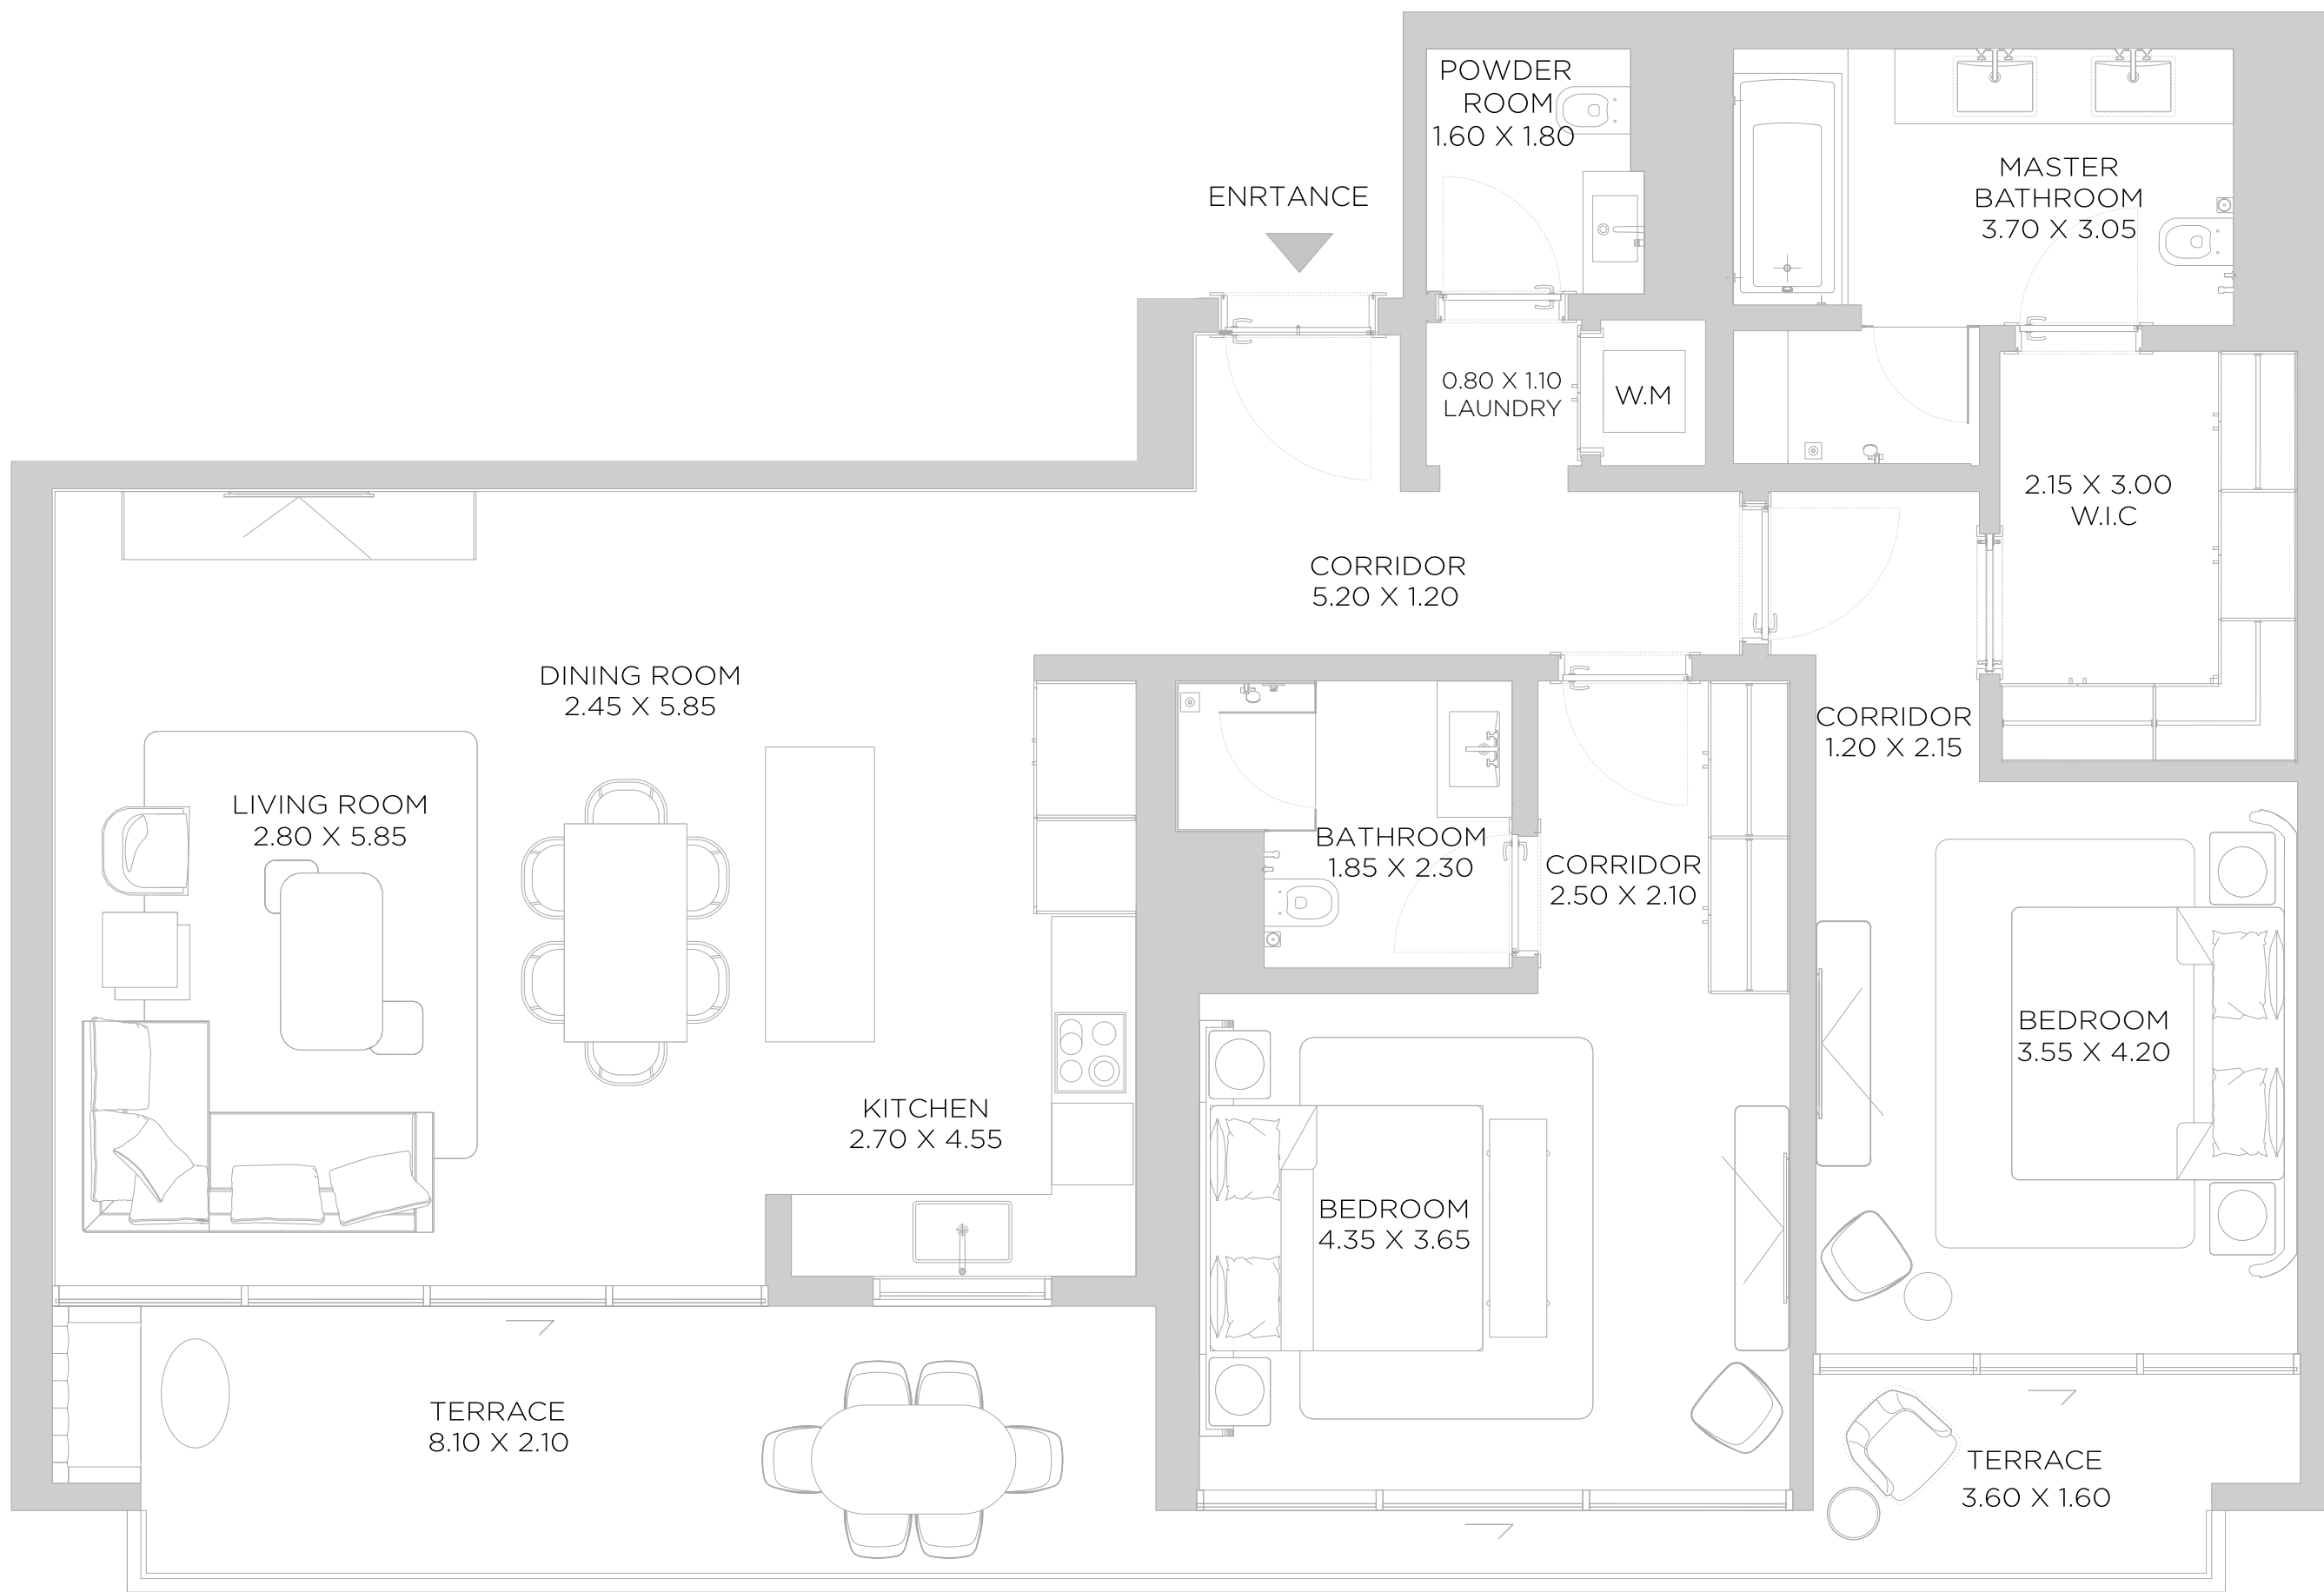 POWDER
ROOM
1.60 X 1.80
MASTER
BATHROOM
3.70 X 3.05
ENRTANCE
0.80 X 1.10
LAUNDRY
W.M
2.15 X 3.00
W.I.C
CORRIDOR
5.20 X 1.20
DINING ROOM
2.45 X 5.85
CORRIDOR
1.20 X 2.15
LIVING ROOM
2.80 X 5.85
BATHROOM
1.85 X 2.30
CORRIDOR
2.50 X 2.10
BEDROOM
3.55 X 4.20
KITCHEN
2.70 X 4.55
BEDROOM
4.35 X 3.65
TERRACE
8.10 X 2.10
TERRACE
3.60 X 1.60